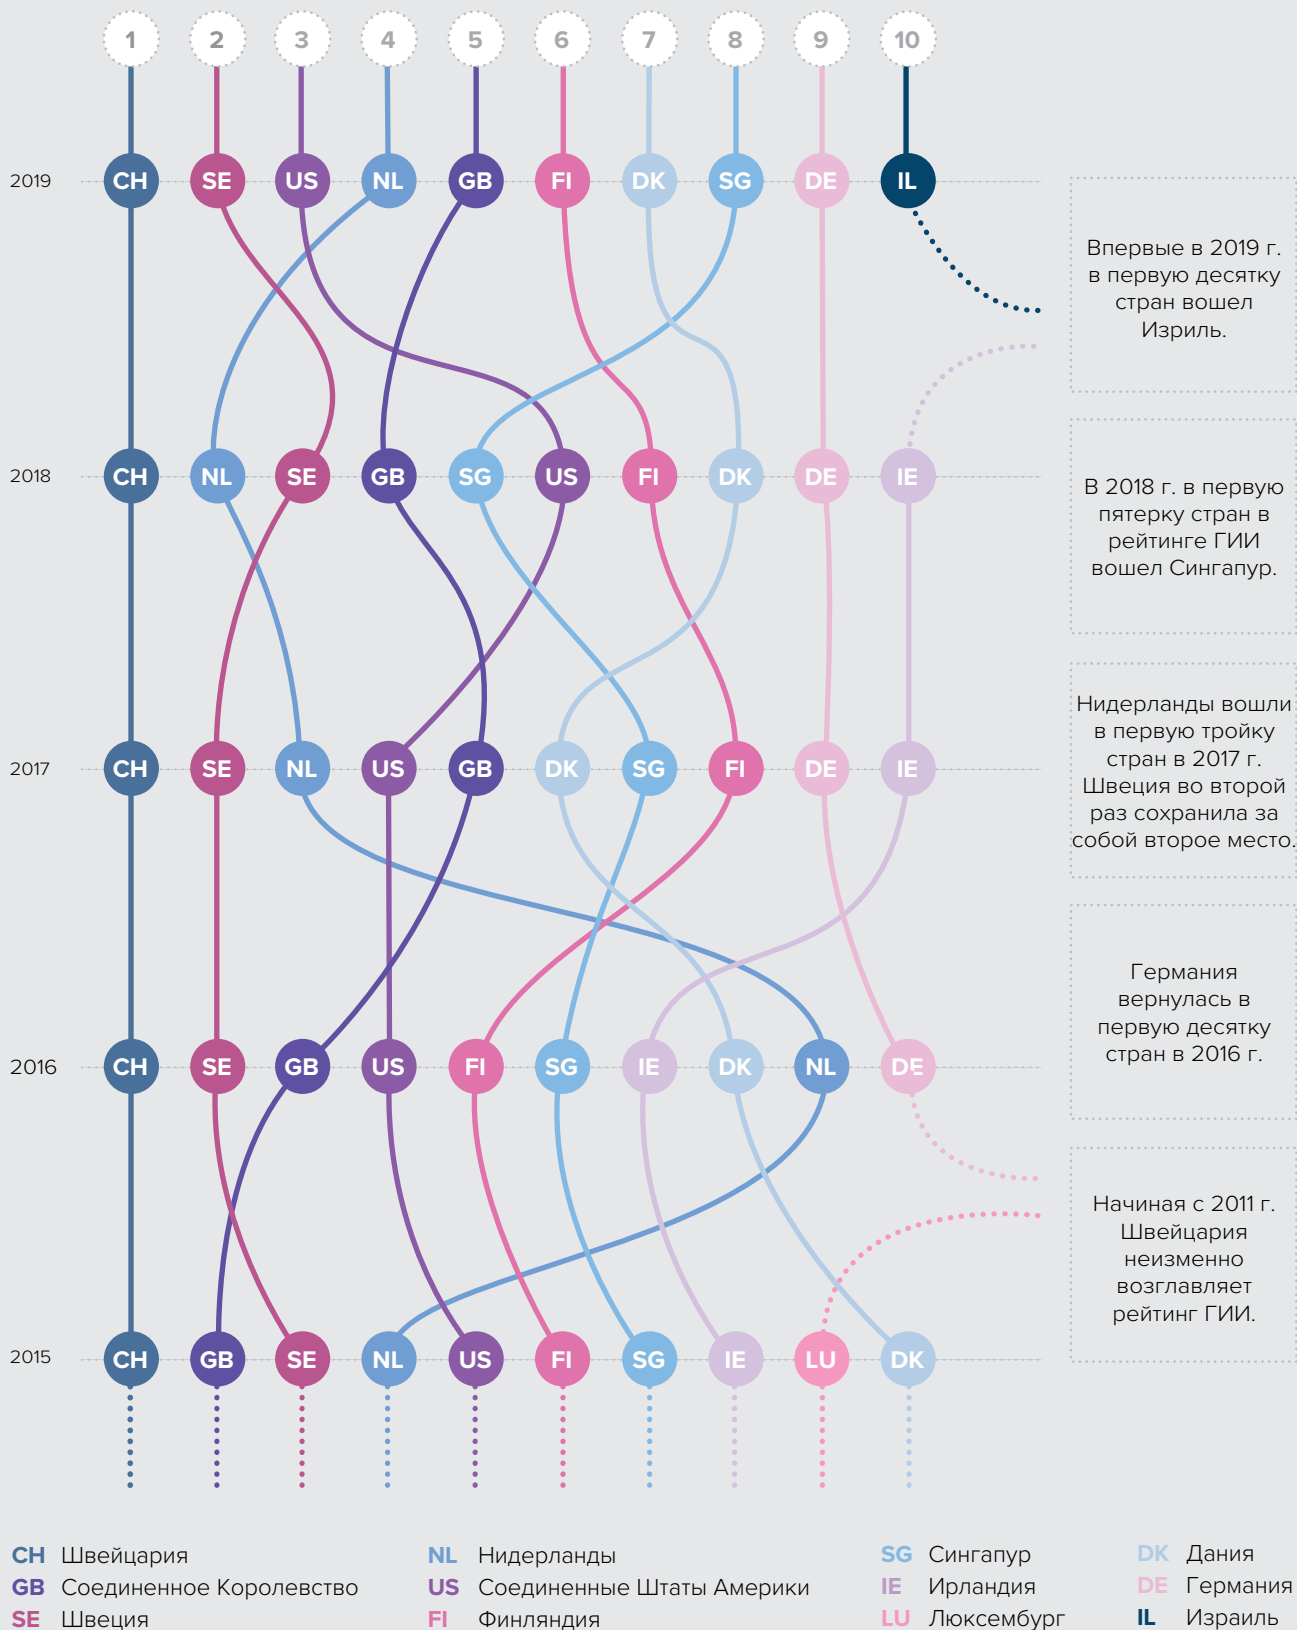 1 2 3 4 5 6 7 8 9 10
2019 CH SE US NL GB FI DK SG DE IL
Впервые в 2019 г.
в первую десятку
стран вошел
Изриль.
2018 CH NL SE GB SG US FI DK DE IE
В 2018 г. в первую
пятерку стран в
рейтинге ГИИ
вошел Сингапур.
2017 CH SE NL US GB DK SG FI DE IE
Нидерланды вошли
в первую тройку
стран в 2017 г.
Швеция во второй
раз сохранила за
собой второе место.
2016 CH SE GB US FI SG IE DK NL DE
Германия
вернулась в
первую десятку
стран в 2016 г.
2015 CH GB SE NL US FI SG IE LU DK
Начиная с 2011 г.
Швейцария
неизменно
возглавляет
рейтинг ГИИ.
CH Швейцария
GB Соединенное Королевство
SE Швеция
NL Нидерланды
US Соединенные Штаты Америки
FI Финляндия
SG Сингапур
IE Ирландия
LU Люксембург
DK Дания
DE Германия
IL Израиль